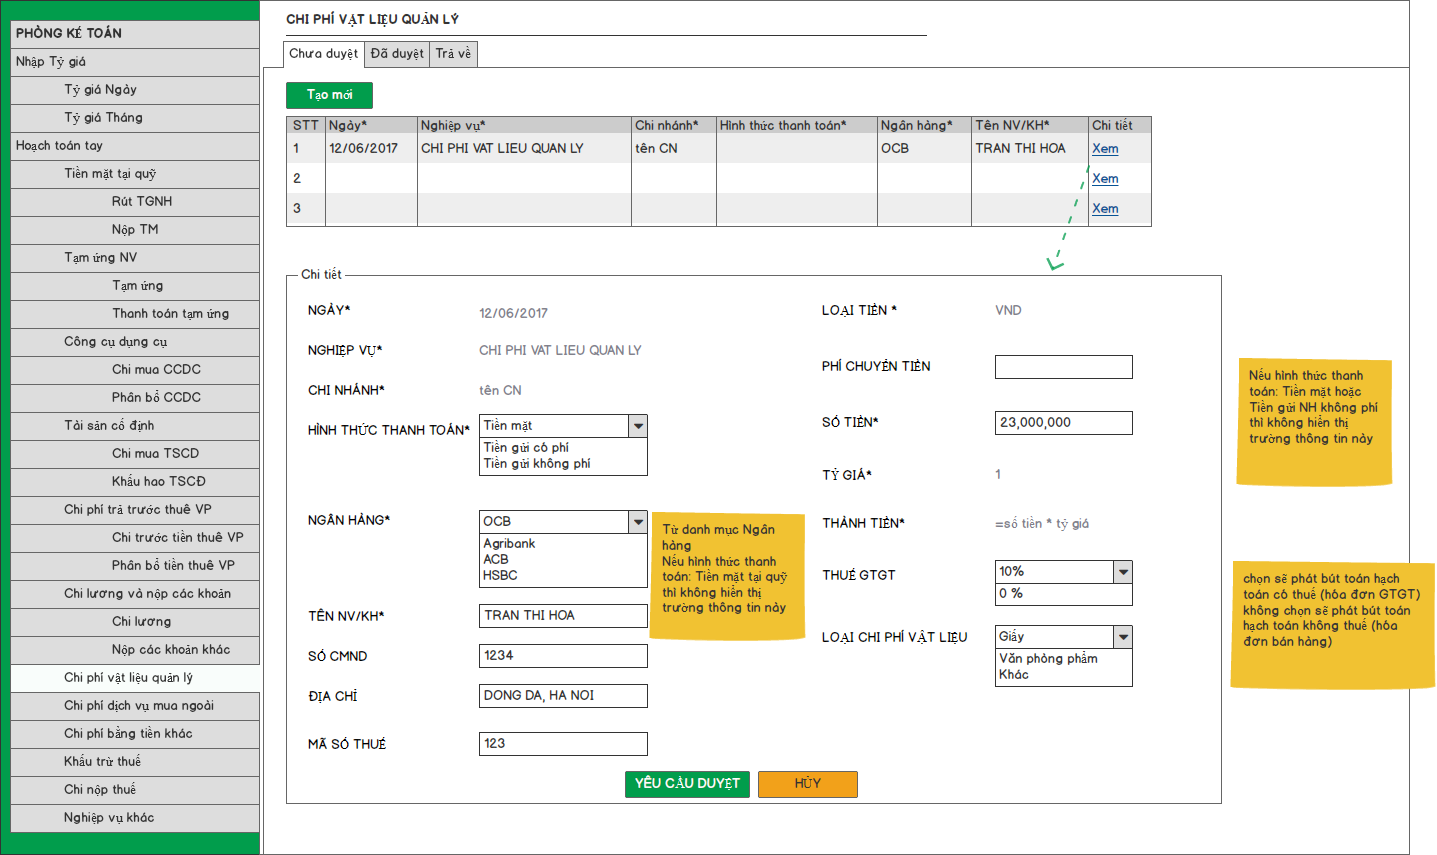 PHÒNG KẾ TOÁN
Nhập Tỷ giá
Tỷ giá Ngày
Tỷ giá Tháng
Hoạch toán tay
Tiền mặt tại quỹ
Rút TGNH
Nộp TM
Tạm ứng NV
Tạm ứng
Thanh toán tạm ứng
Công cụ dụng cụ
Chi mua CCDC
Phân bổ CCDC
Tài sản cố định
Chi mua TSCD
Khấu hao TSCĐ
Chi phí trả trước thuê VP
Chi trước tiền thuê VP
Phân bổ tiền thuê VP
Chi lương và nộp các khoản
Chi lương
Nộp các khoản khác
Chi phí vật liệu quản lý
Chi phí dịch vụ mua ngoài
Chi phí bằng tiền khác
Khấu trừ thuế
Chi nộp thuế
Nghiệp vụ khác
CHI PHÍ VẬT LIỆU QUẢN LÝ
Chưa duyệt Đã duyệt Trả về
Tạo mới
STT Ngày* Nghiệp vụ* Chi nhánh* Hình thức thanh toán* Ngân hàng* Tên NV/KH* Chi tiết
1 12/06/2017 CHI PHI VAT LIEU QUAN LY tên CN OCB TRAN THI HOA Xem
2 Xem
3 Xem
Chi tiết
NGÀY* 12/06/2017
NGHIỆP VỤ* CHI PHI VAT LIEU QUAN LY
CHI NHÁNH* tên CN
HÌNH THỨC THANH TOÁN* Tiền mặt
Tiền gửi có phí
Tiền gửi không phí
NGÂN HÀNG* OCB
Agribank
ACB
HSBC
Từ danh mục Ngân
hàng
Nếu hình thức thanh
toán: Tiền mặt tại quỹ
thì không hiển thị
trường thông tin này
TÊN NV/KH* TRAN THI HOA
SỐ CMND 1234
ĐỊA CHỈ DONG DA, HA NOI
MÃ SỐ THUẾ 123
LOẠI TIỀN * VND
PHÍ CHUYỂN TIỀN
SỐ TIỀN* 23,000,000
TỶ GIÁ* 1
THÀNH TIỀN* =số tiền * tỷ giá
THUẾ GTGT 10%
0 %
LOẠI CHI PHÍ VẬT LIỆU Giấy
Văn phòng phẩm
Khác
YÊU CẦU DUYỆT HỦY
Nếu hình thức thanh
toán: Tiền mặt hoặc
Tiền gửi NH không phí
thì không hiển thị
trường thông tin này
chọn sẽ phát bút toán hạch
toán có thuế (hóa đơn GTGT)
không chọn sẽ phát bút toán
hạch toán không thuế (hóa
đơn bán hàng)